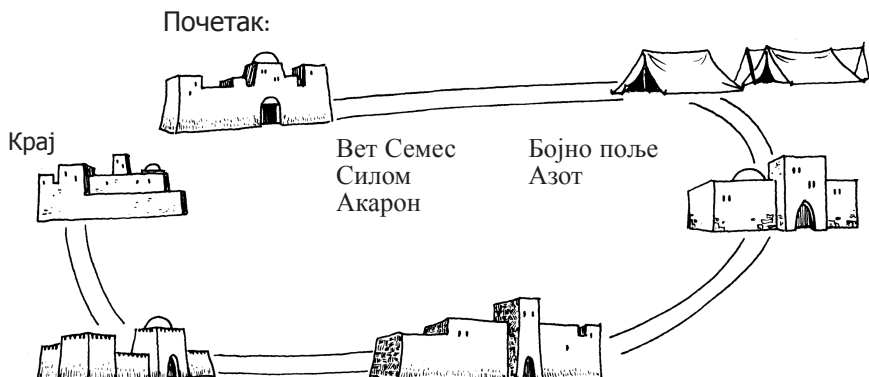 Почетак:
Крај
Вет Семес
Силом
Акарон
Бојно поље
Азот